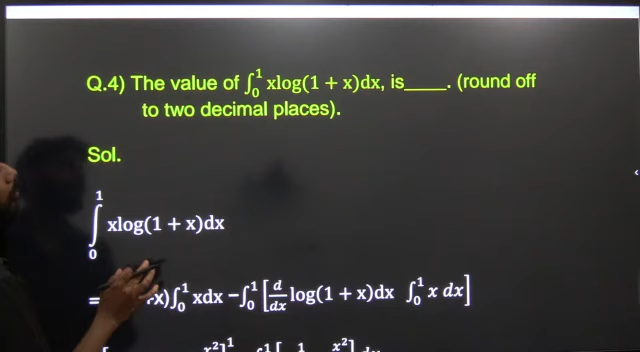 Q.4) The value of ∫₀¹ xlog(1 + x)dx, is____. (round off
to two decimal places).
Sol.
∫₀¹ xlog(1 + x)dx
= x)∫₀¹ xdx −∫₀¹ [d/dx log(1 + x)dx ∫₀¹ x dx]